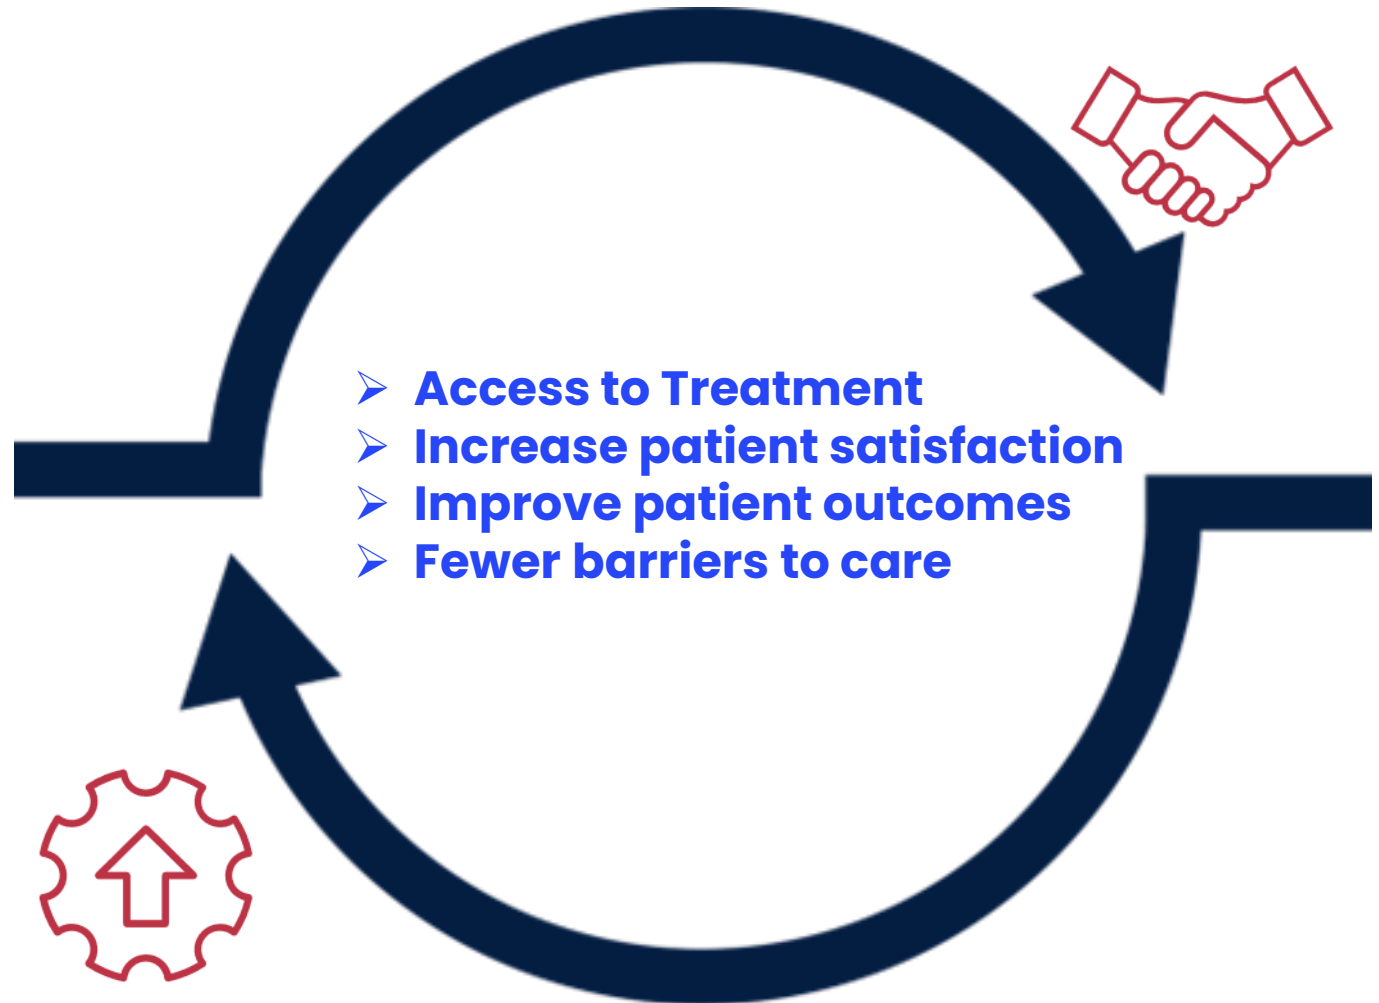 ➢ Access to Treatment
➢ Increase patient satisfaction
➢ Improve patient outcomes
➢ Fewer barriers to care